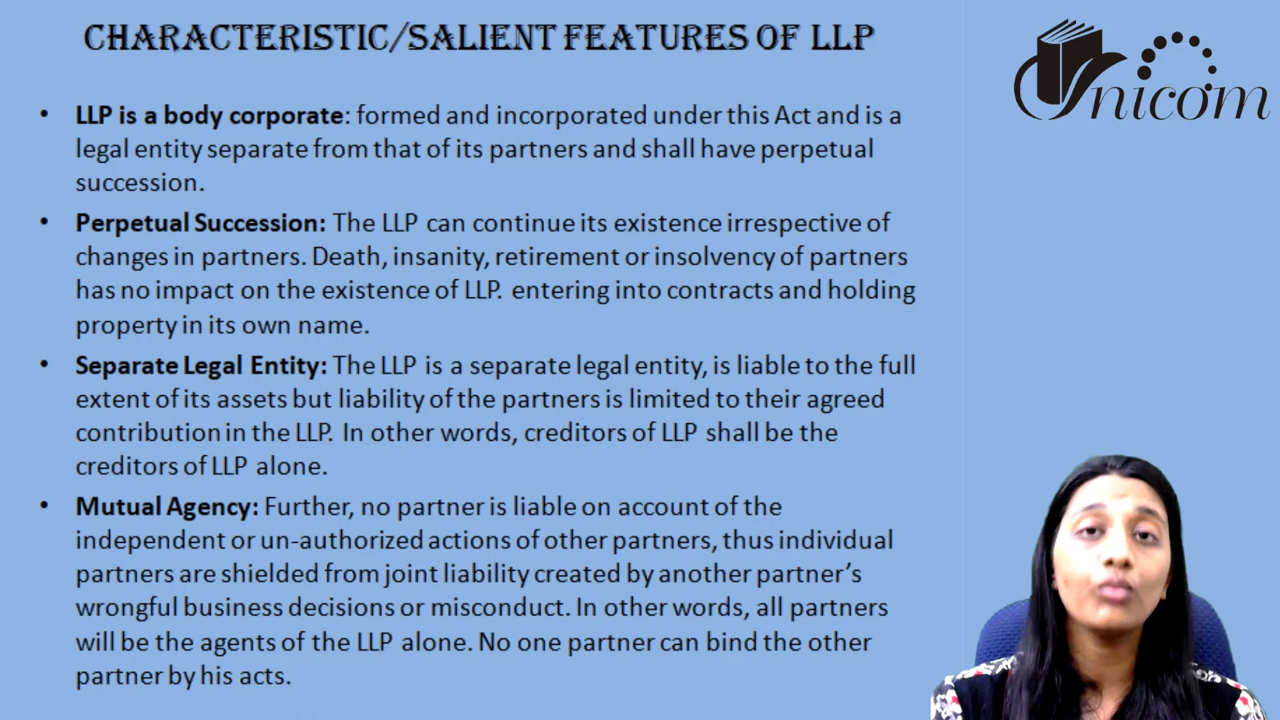 CHARACTERISTIC/SALIENT FEATURES OF LLP
Unicom
• LLP is a body corporate: formed and incorporated under this Act and is a
legal entity separate from that of its partners and shall have perpetual
succession.
• Perpetual Succession: The LLP can continue its existence irrespective of
changes in partners. Death, insanity, retirement or insolvency of partners
has no impact on the existence of LLP. entering into contracts and holding
property in its own name.
• Separate Legal Entity: The LLP is a separate legal entity, is liable to the full
extent of its assets but liability of the partners is limited to their agreed
contribution in the LLP. In other words, creditors of LLP shall be the
creditors of LLP alone.
• Mutual Agency: Further, no partner is liable on account of the
independent or un-authorized actions of other partners, thus individual
partners are shielded from joint liability created by another partner’s
wrongful business decisions or misconduct. In other words, all partners
will be the agents of the LLP alone. No one partner can bind the other
partner by his acts.